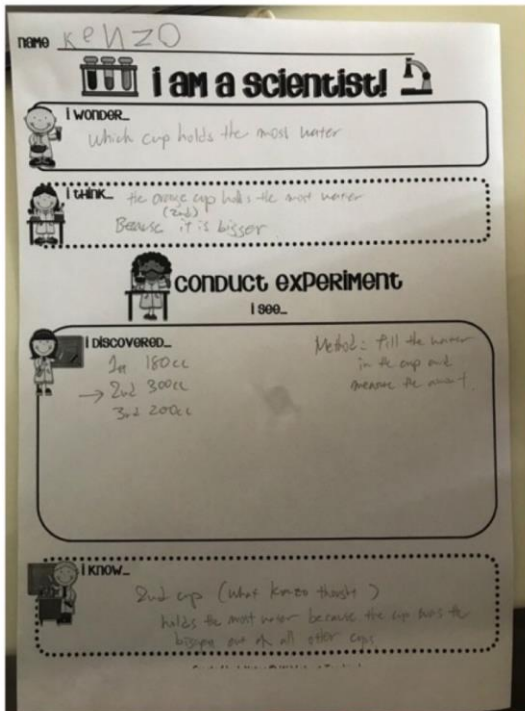 name KENZO
i am a scientist!
i wonder...
Which cup holds the most water
i think...
the orange cup holds the most water
(2nd)
Because it is bigger.
conduct experiment
i see...
i discovered...
1st 180cc
→ 2nd 300cc
3rd 200cc
Method: fill the water
in the cup and
measure the amount.
i know...
2nd cup (what Kenzo thought)
holds the most water because the cup was the
biggest out of all other cups